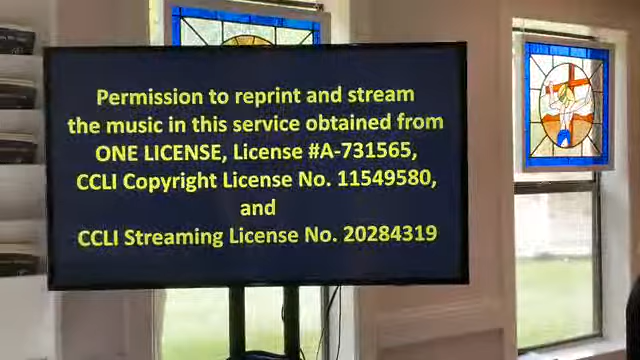 Permission to reprint and stream
the music in this service obtained from
ONE LICENSE, License #A-731565,
CCLI Copyright License No. 11549580,
and
CCLI Streaming License No. 20284319